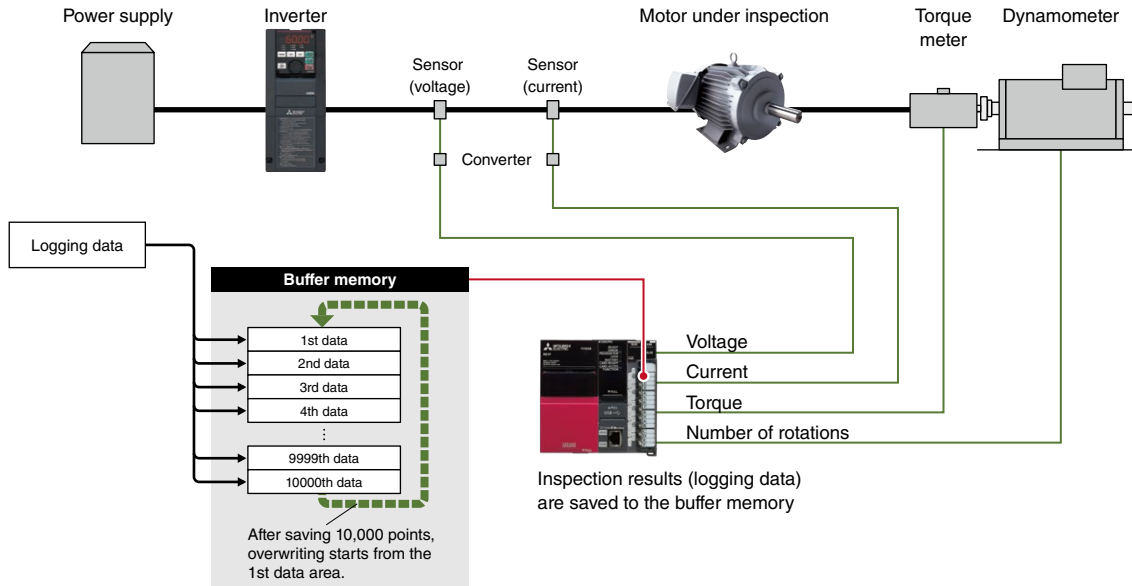 Power supply
Inverter
Motor under inspection
Torque
meter
Dynamometer
Sensor
(voltage)
Sensor
(current)
Converter
Logging data
Buffer memory
1st data
2nd data
3rd data
4th data
9999th data
10000th data
After saving 10,000 points,
overwriting starts from the
1st data area.
Voltage
Current
Torque
Number of rotations
Inspection results (logging data)
are saved to the buffer memory